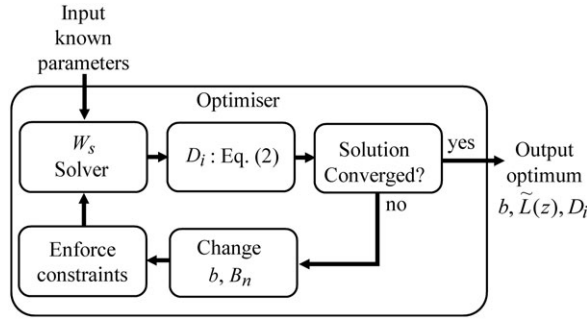 Input
known
parameters
Optimiser
W_s
Solver
D_i : Eq. (2)
Solution
Converged?
yes
Output
optimum
b, L̃(z), D_i
no
Change
b, B_n
Enforce
constraints